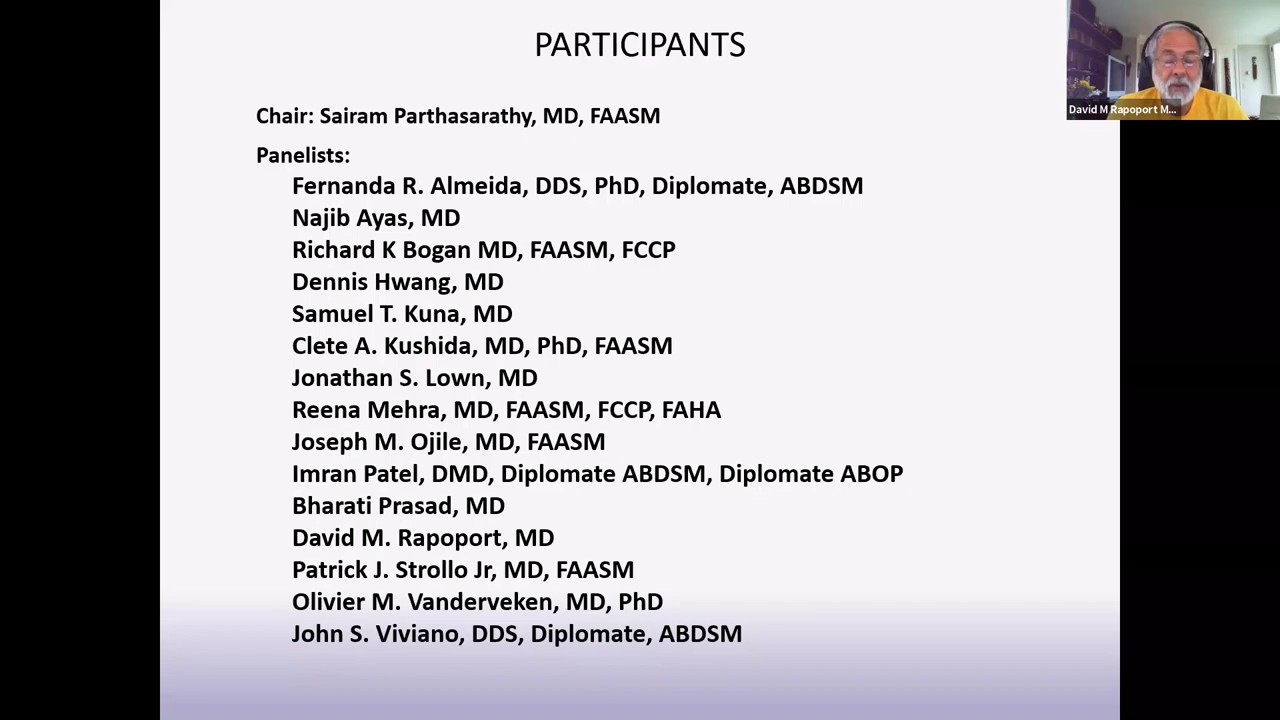 PARTICIPANTS
Chair: Sairam Parthasarathy, MD, FAASM
Panelists:
Fernanda R. Almeida, DDS, PhD, Diplomate, ABDSM
Najib Ayas, MD
Richard K Bogan MD, FAASM, FCCP
Dennis Hwang, MD
Samuel T. Kuna, MD
Clete A. Kushida, MD, PhD, FAASM
Jonathan S. Lown, MD
Reena Mehra, MD, FAASM, FCCP, FAHA
Joseph M. Ojile, MD, FAASM
Imran Patel, DMD, Diplomate ABDSM, Diplomate ABOP
Bharati Prasad, MD
David M. Rapoport, MD
Patrick J. Strollo Jr, MD, FAASM
Olivier M. Vanderveken, MD, PhD
John S. Viviano, DDS, Diplomate, ABDSM
David M Rapoport M...